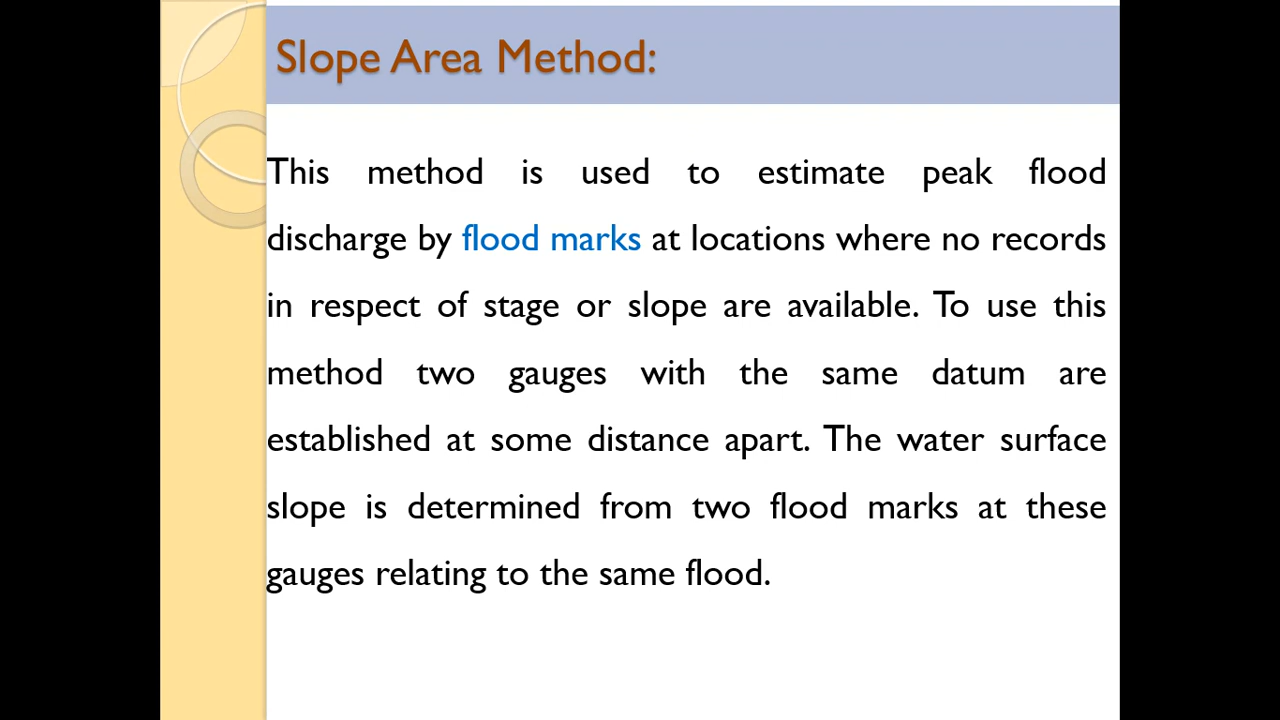 Slope Area Method:
This method is used to estimate peak flood
discharge by flood marks at locations where no records
in respect of stage or slope are available. To use this
method two gauges with the same datum are
established at some distance apart. The water surface
slope is determined from two flood marks at these
gauges relating to the same flood.